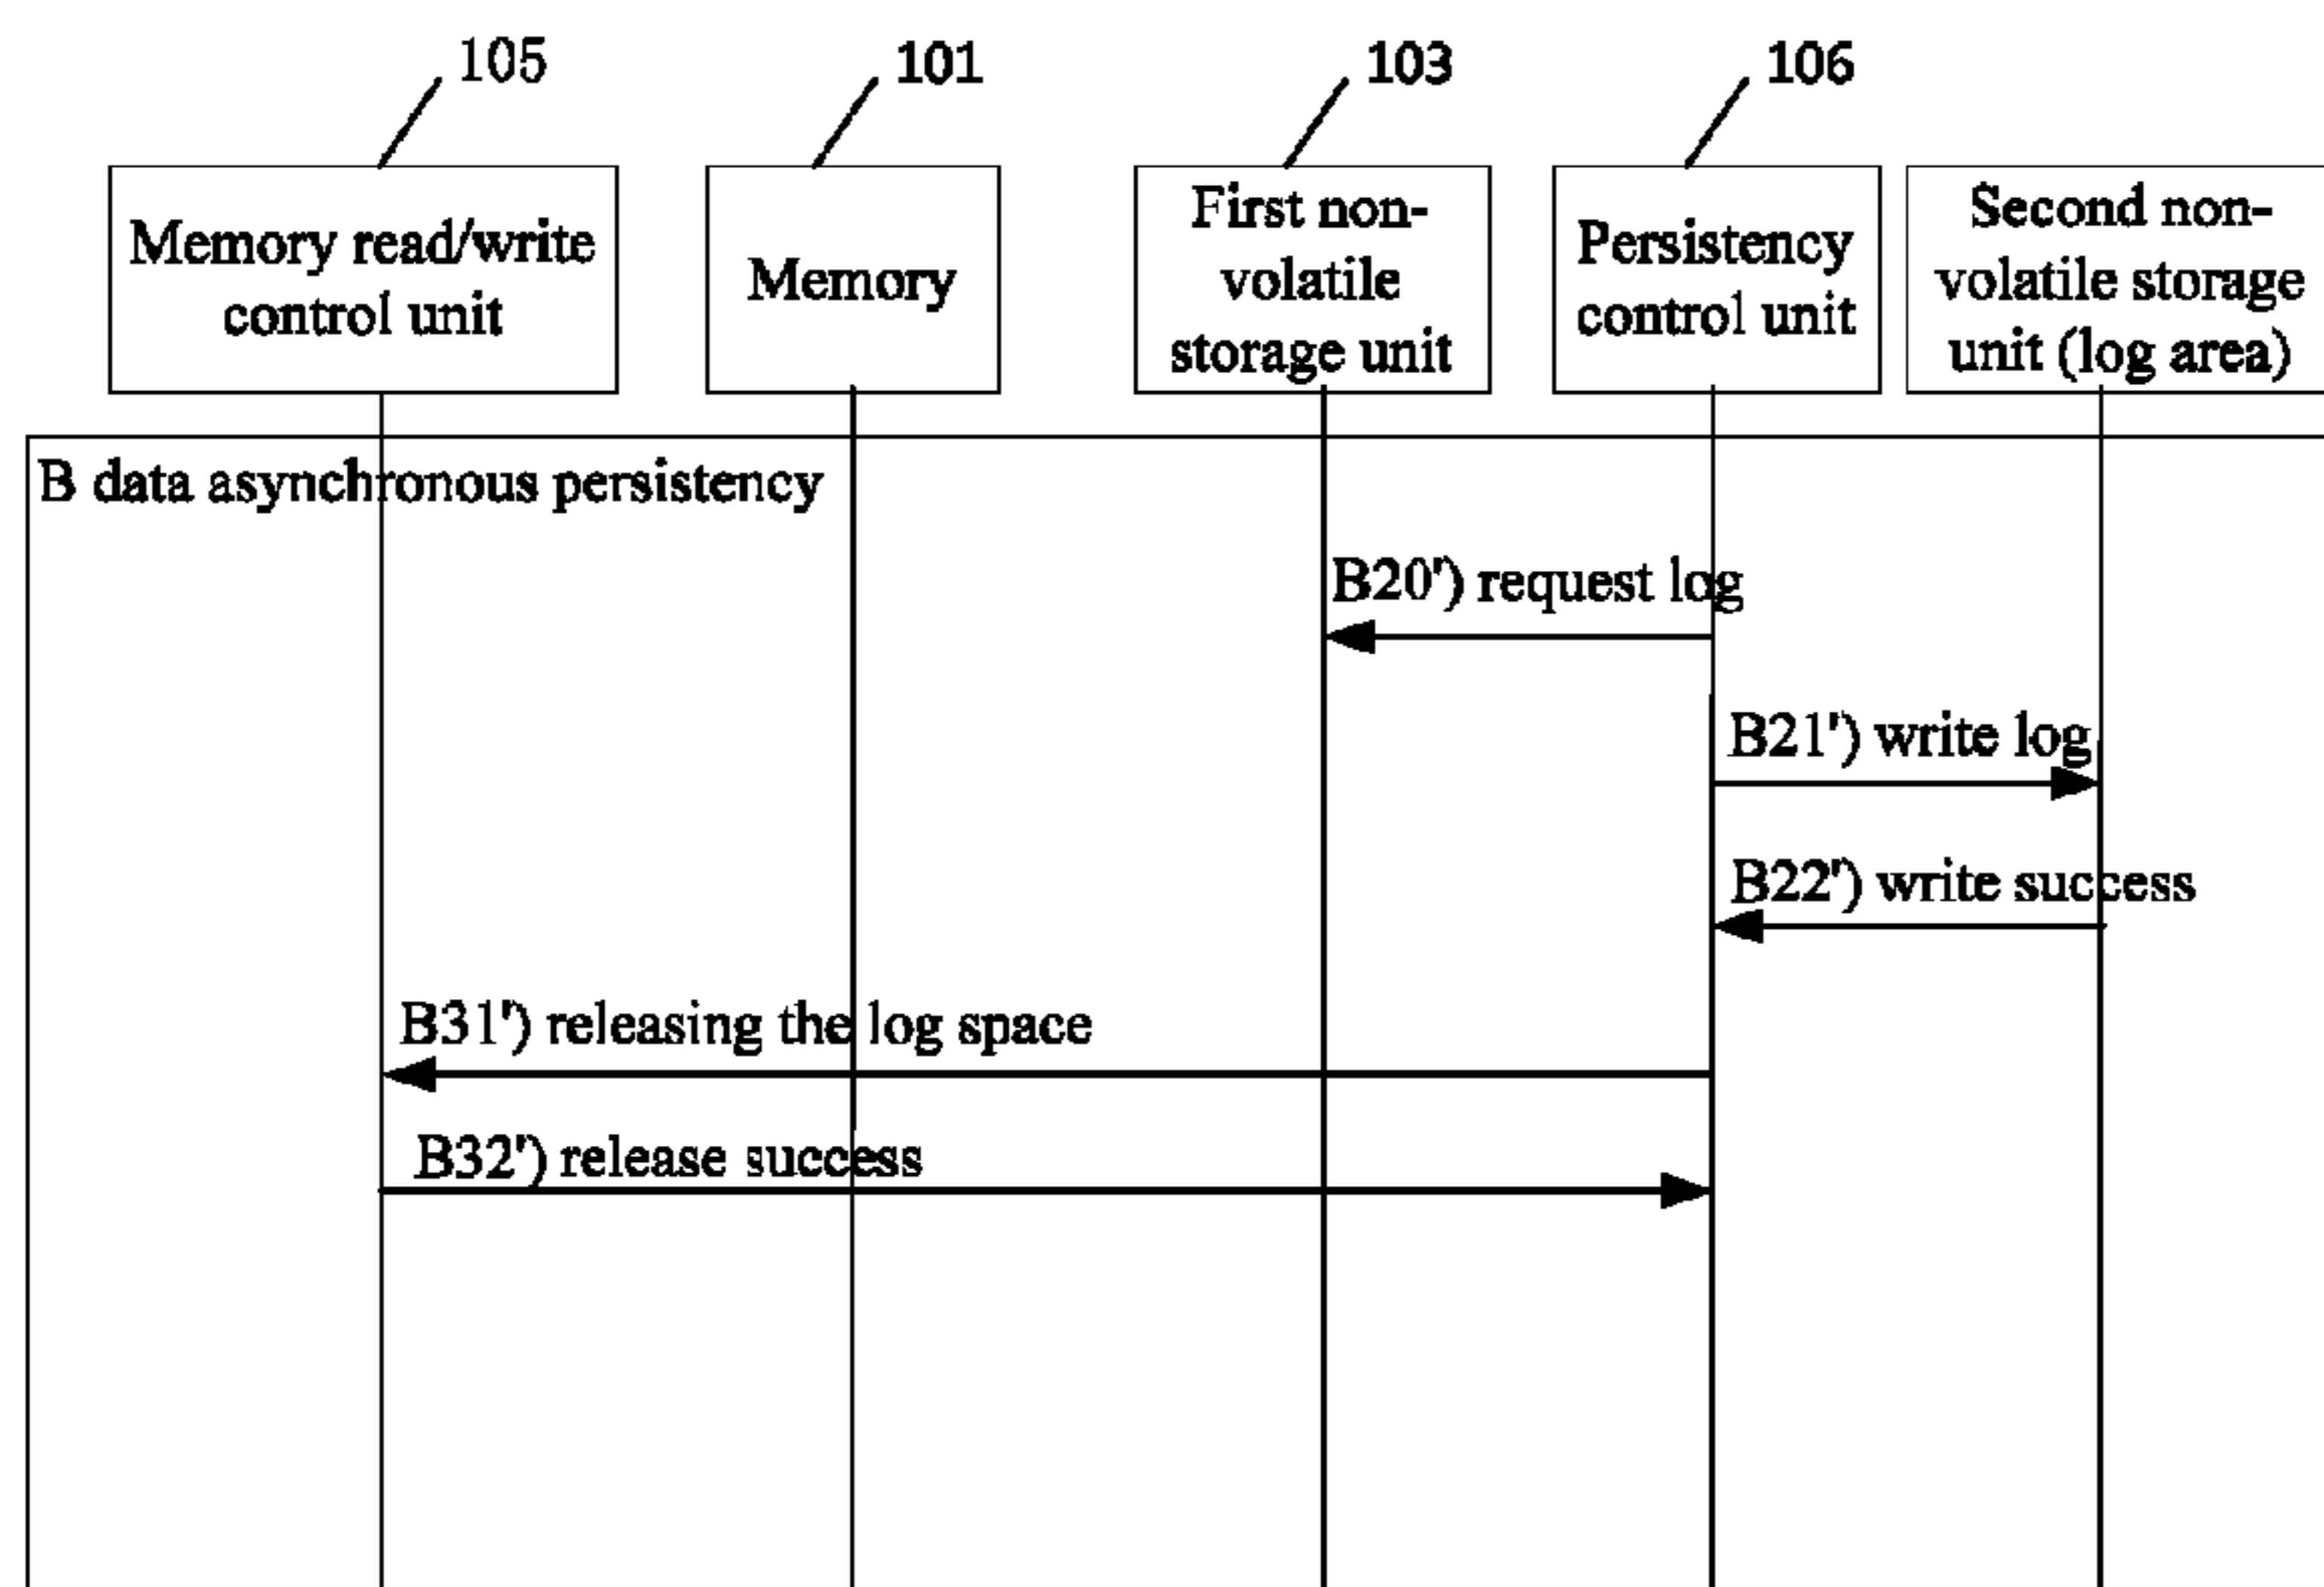 105
101
103
106
Memory read/write
control unit
Memory
First non-
volatile
storage unit
Persistency
control unit
Second non-
volatile storage
unit (log area)
B data asynchronous persistency
B20') request log
B21') write log
B22') write success
B31') releasing the log space
B32') release success